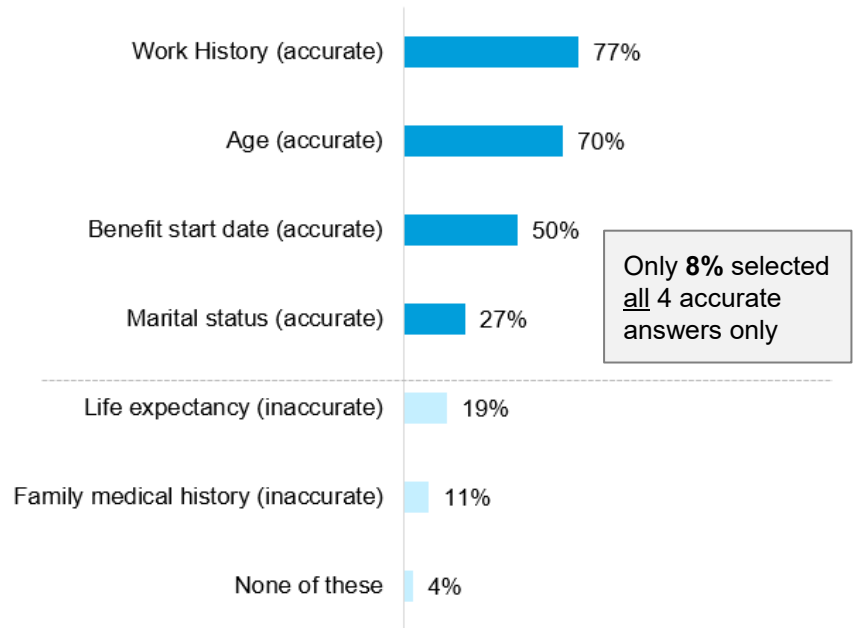 Work History (accurate) 77%
Age (accurate) 70%
Benefit start date (accurate) 50%
Only 8% selected
all 4 accurate
answers only
Marital status (accurate) 27%
Life expectancy (inaccurate) 19%
Family medical history (inaccurate) 11%
None of these 4%